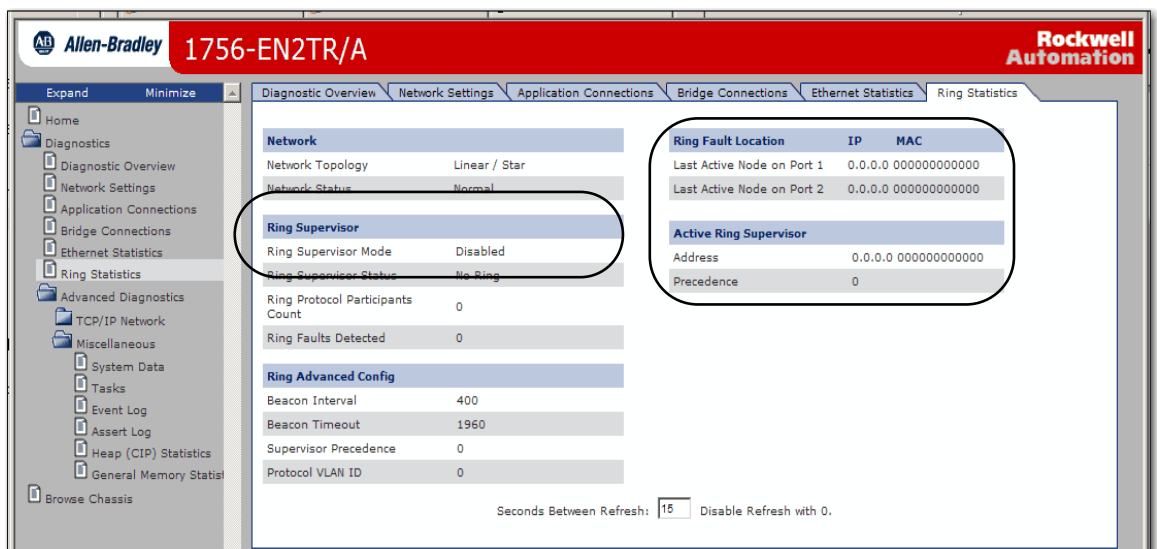 AB Allen-Bradley 1756-EN2TR/A Rockwell Automation
Expand Minimize
Home
Diagnostics
Diagnostic Overview
Network Settings
Application Connections
Bridge Connections
Ethernet Statistics
Ring Statistics
Advanced Diagnostics
TCP/IP Network
Miscellaneous
System Data
Tasks
Event Log
Assert Log
Heap (CIP) Statistics
General Memory Statist
Browse Chassis
Diagnostic Overview Network Settings Application Connections Bridge Connections Ethernet Statistics Ring Statistics
Network
Network Topology Linear / Star
Network Status Normal
Ring Supervisor
Ring Supervisor Mode Disabled
Ring Supervisor Status No Ring
Ring Protocol Participants
Count 0
Ring Faults Detected 0
Ring Advanced Config
Beacon Interval 400
Beacon Timeout 1960
Supervisor Precedence 0
Protocol VLAN ID 0
Ring Fault Location IP MAC
Last Active Node on Port 1 0.0.0.0 000000000000
Last Active Node on Port 2 0.0.0.0 000000000000
Active Ring Supervisor
Address 0.0.0.0 000000000000
Precedence 0
Seconds Between Refresh: 15 Disable Refresh with 0.